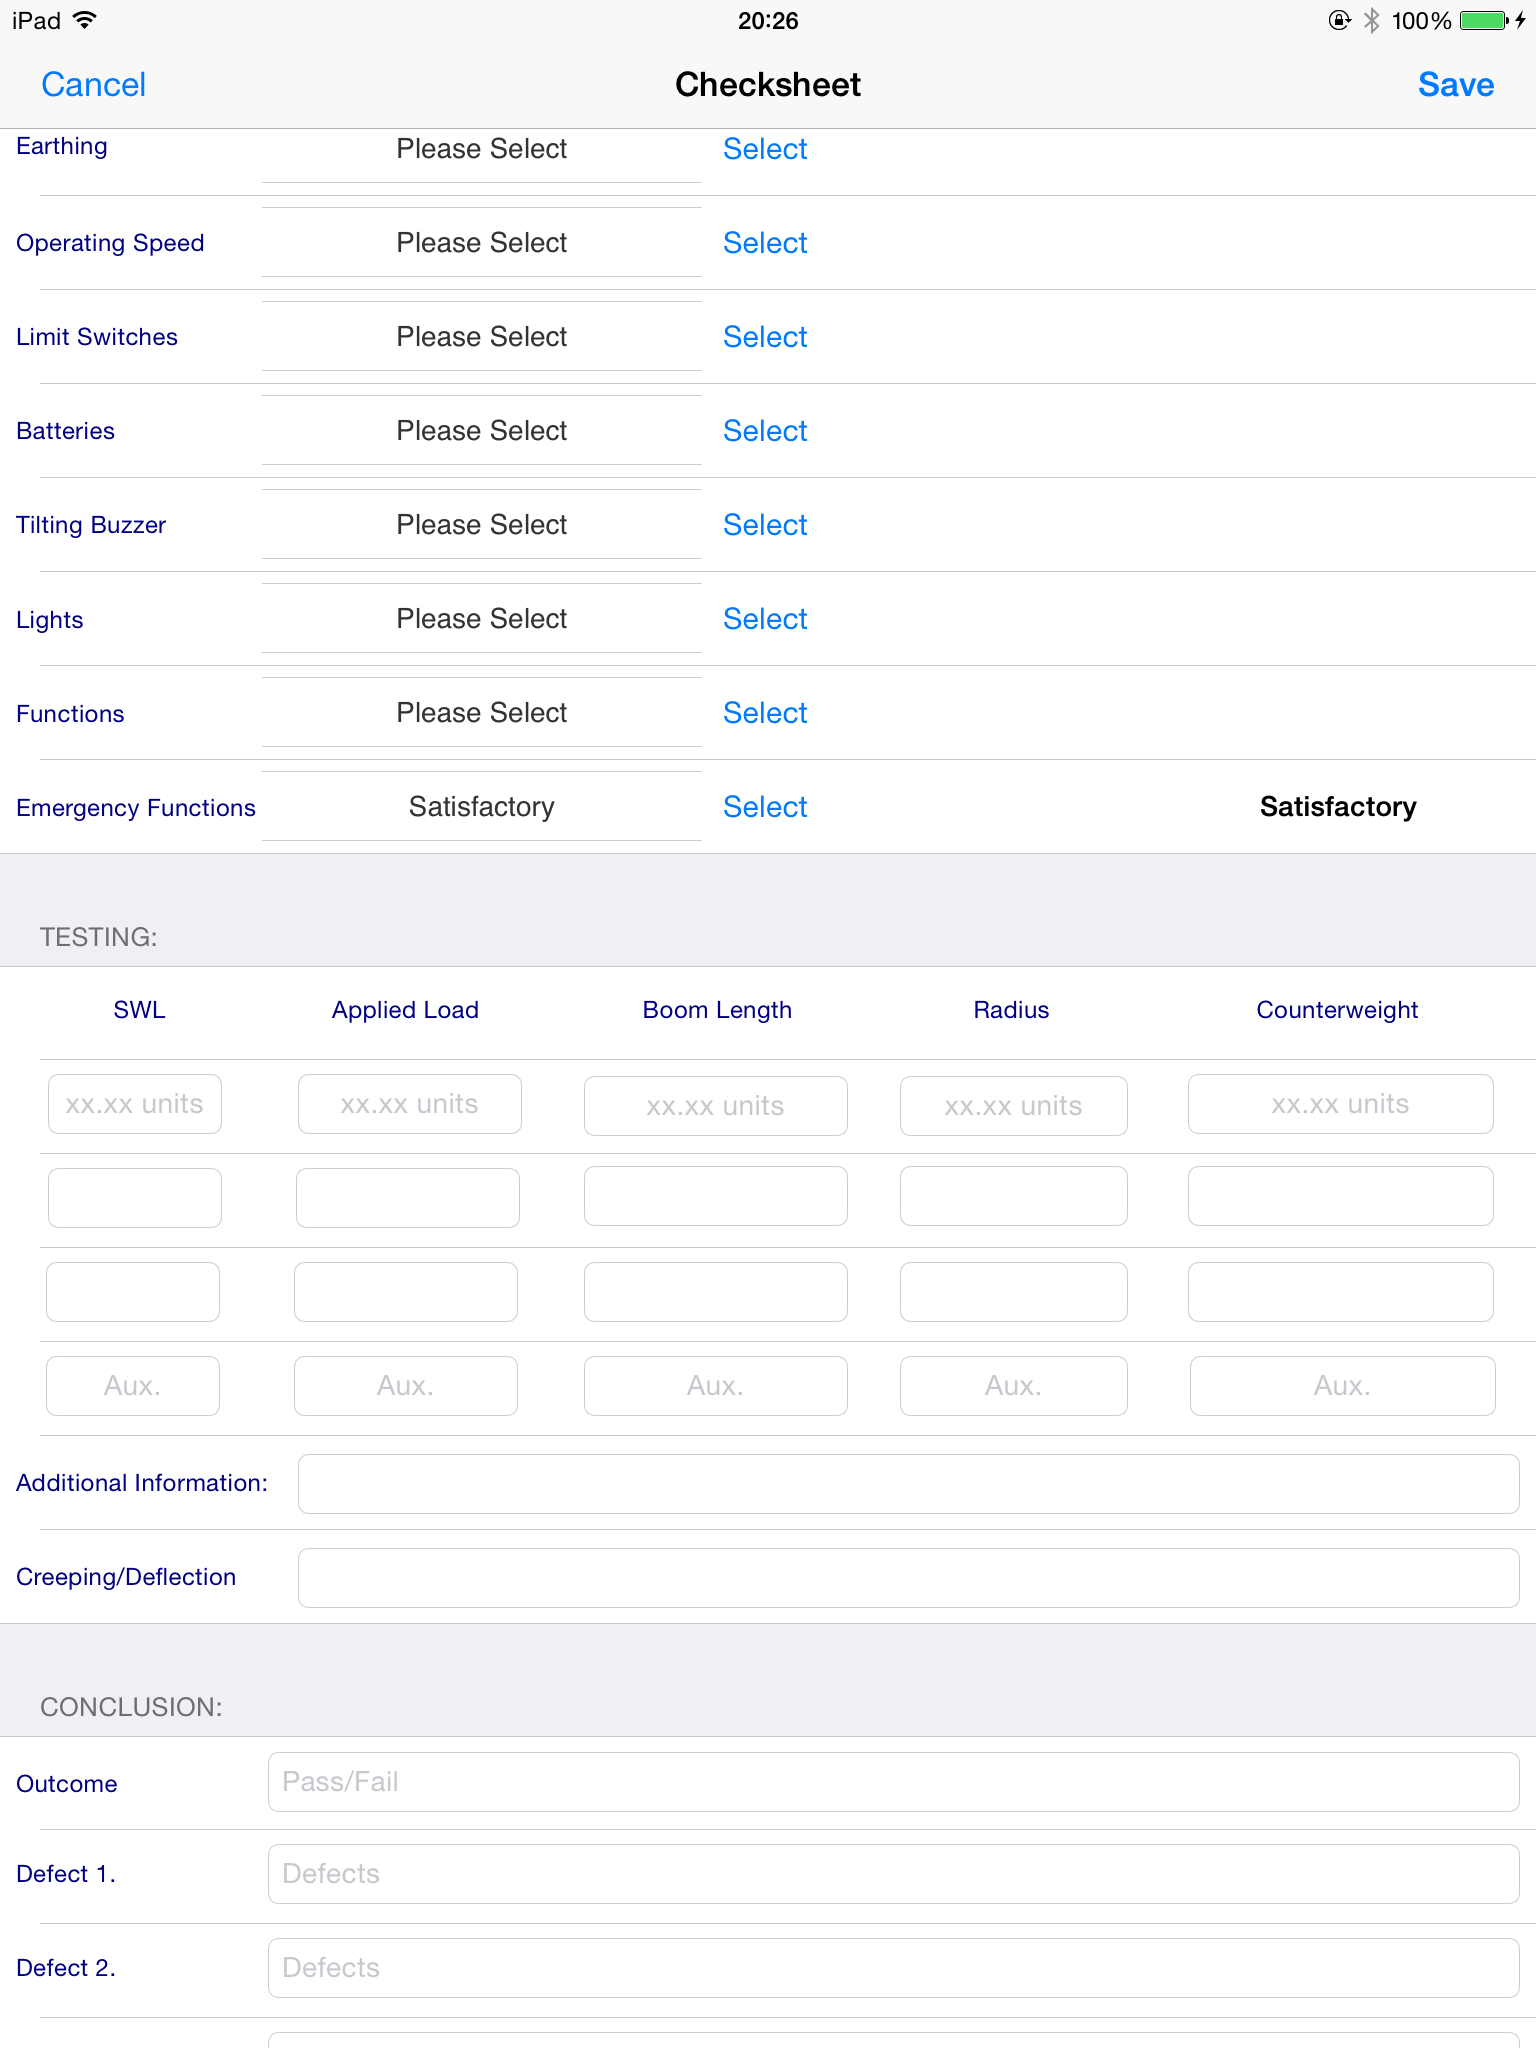 iPad 20:26 100%
Cancel Checksheet Save
Earthing Please Select Select
Operating Speed Please Select Select
Limit Switches Please Select Select
Batteries Please Select Select
Tilting Buzzer Please Select Select
Lights Please Select Select
Functions Please Select Select
Emergency Functions Satisfactory Select Satisfactory
TESTING:
SWL Applied Load Boom Length Radius Counterweight
xx.xx units xx.xx units xx.xx units xx.xx units xx.xx units
Aux. Aux. Aux. Aux. Aux.
Additional Information:
Creeping/Deflection
CONCLUSION:
Outcome Pass/Fail
Defect 1. Defects
Defect 2. Defects